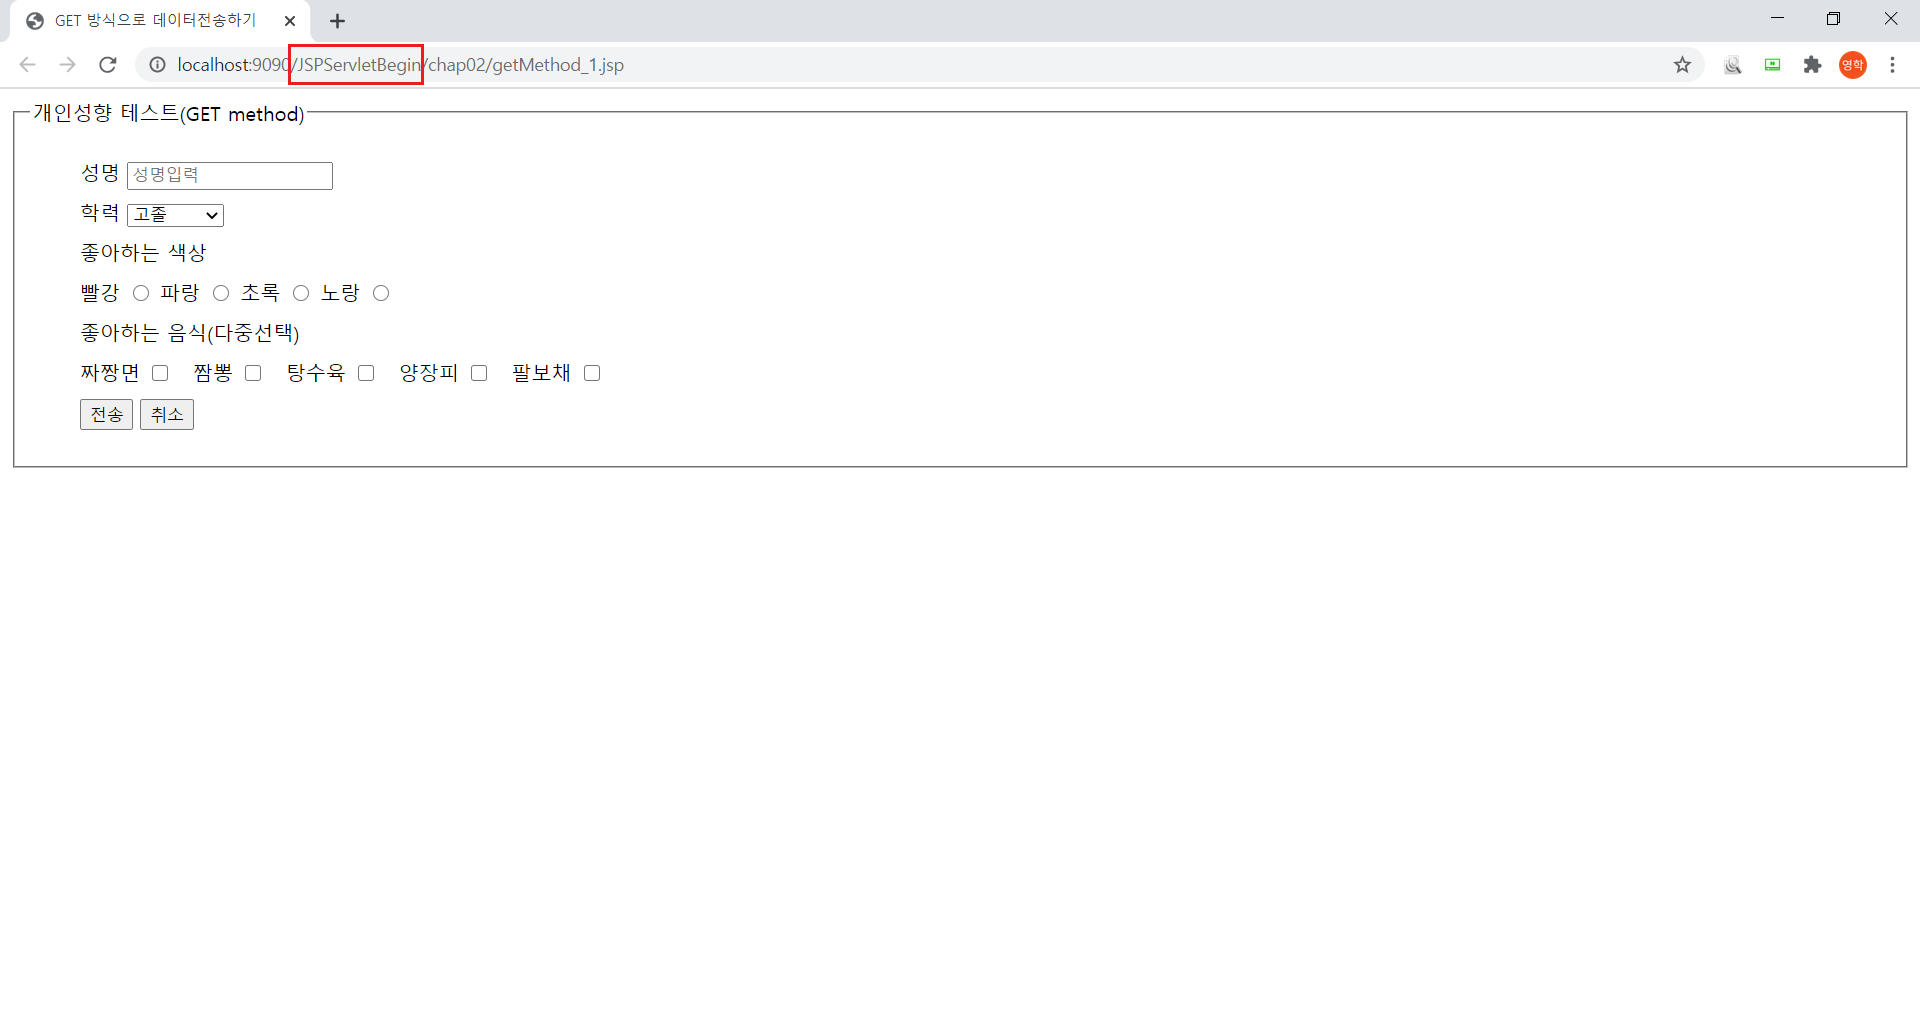 GET 방식으로 데이터전송하기
localhost:9090/JSPServletBegin/chap02/getMethod_1.jsp
영학
개인성향 테스트(GET method)
성명 성명입력
학력 고졸
좋아하는 색상
빨강 파랑 초록 노랑
좋아하는 음식(다중선택)
짜짱면 짬뽕 탕수육 양장피 팔보채
전송 취소